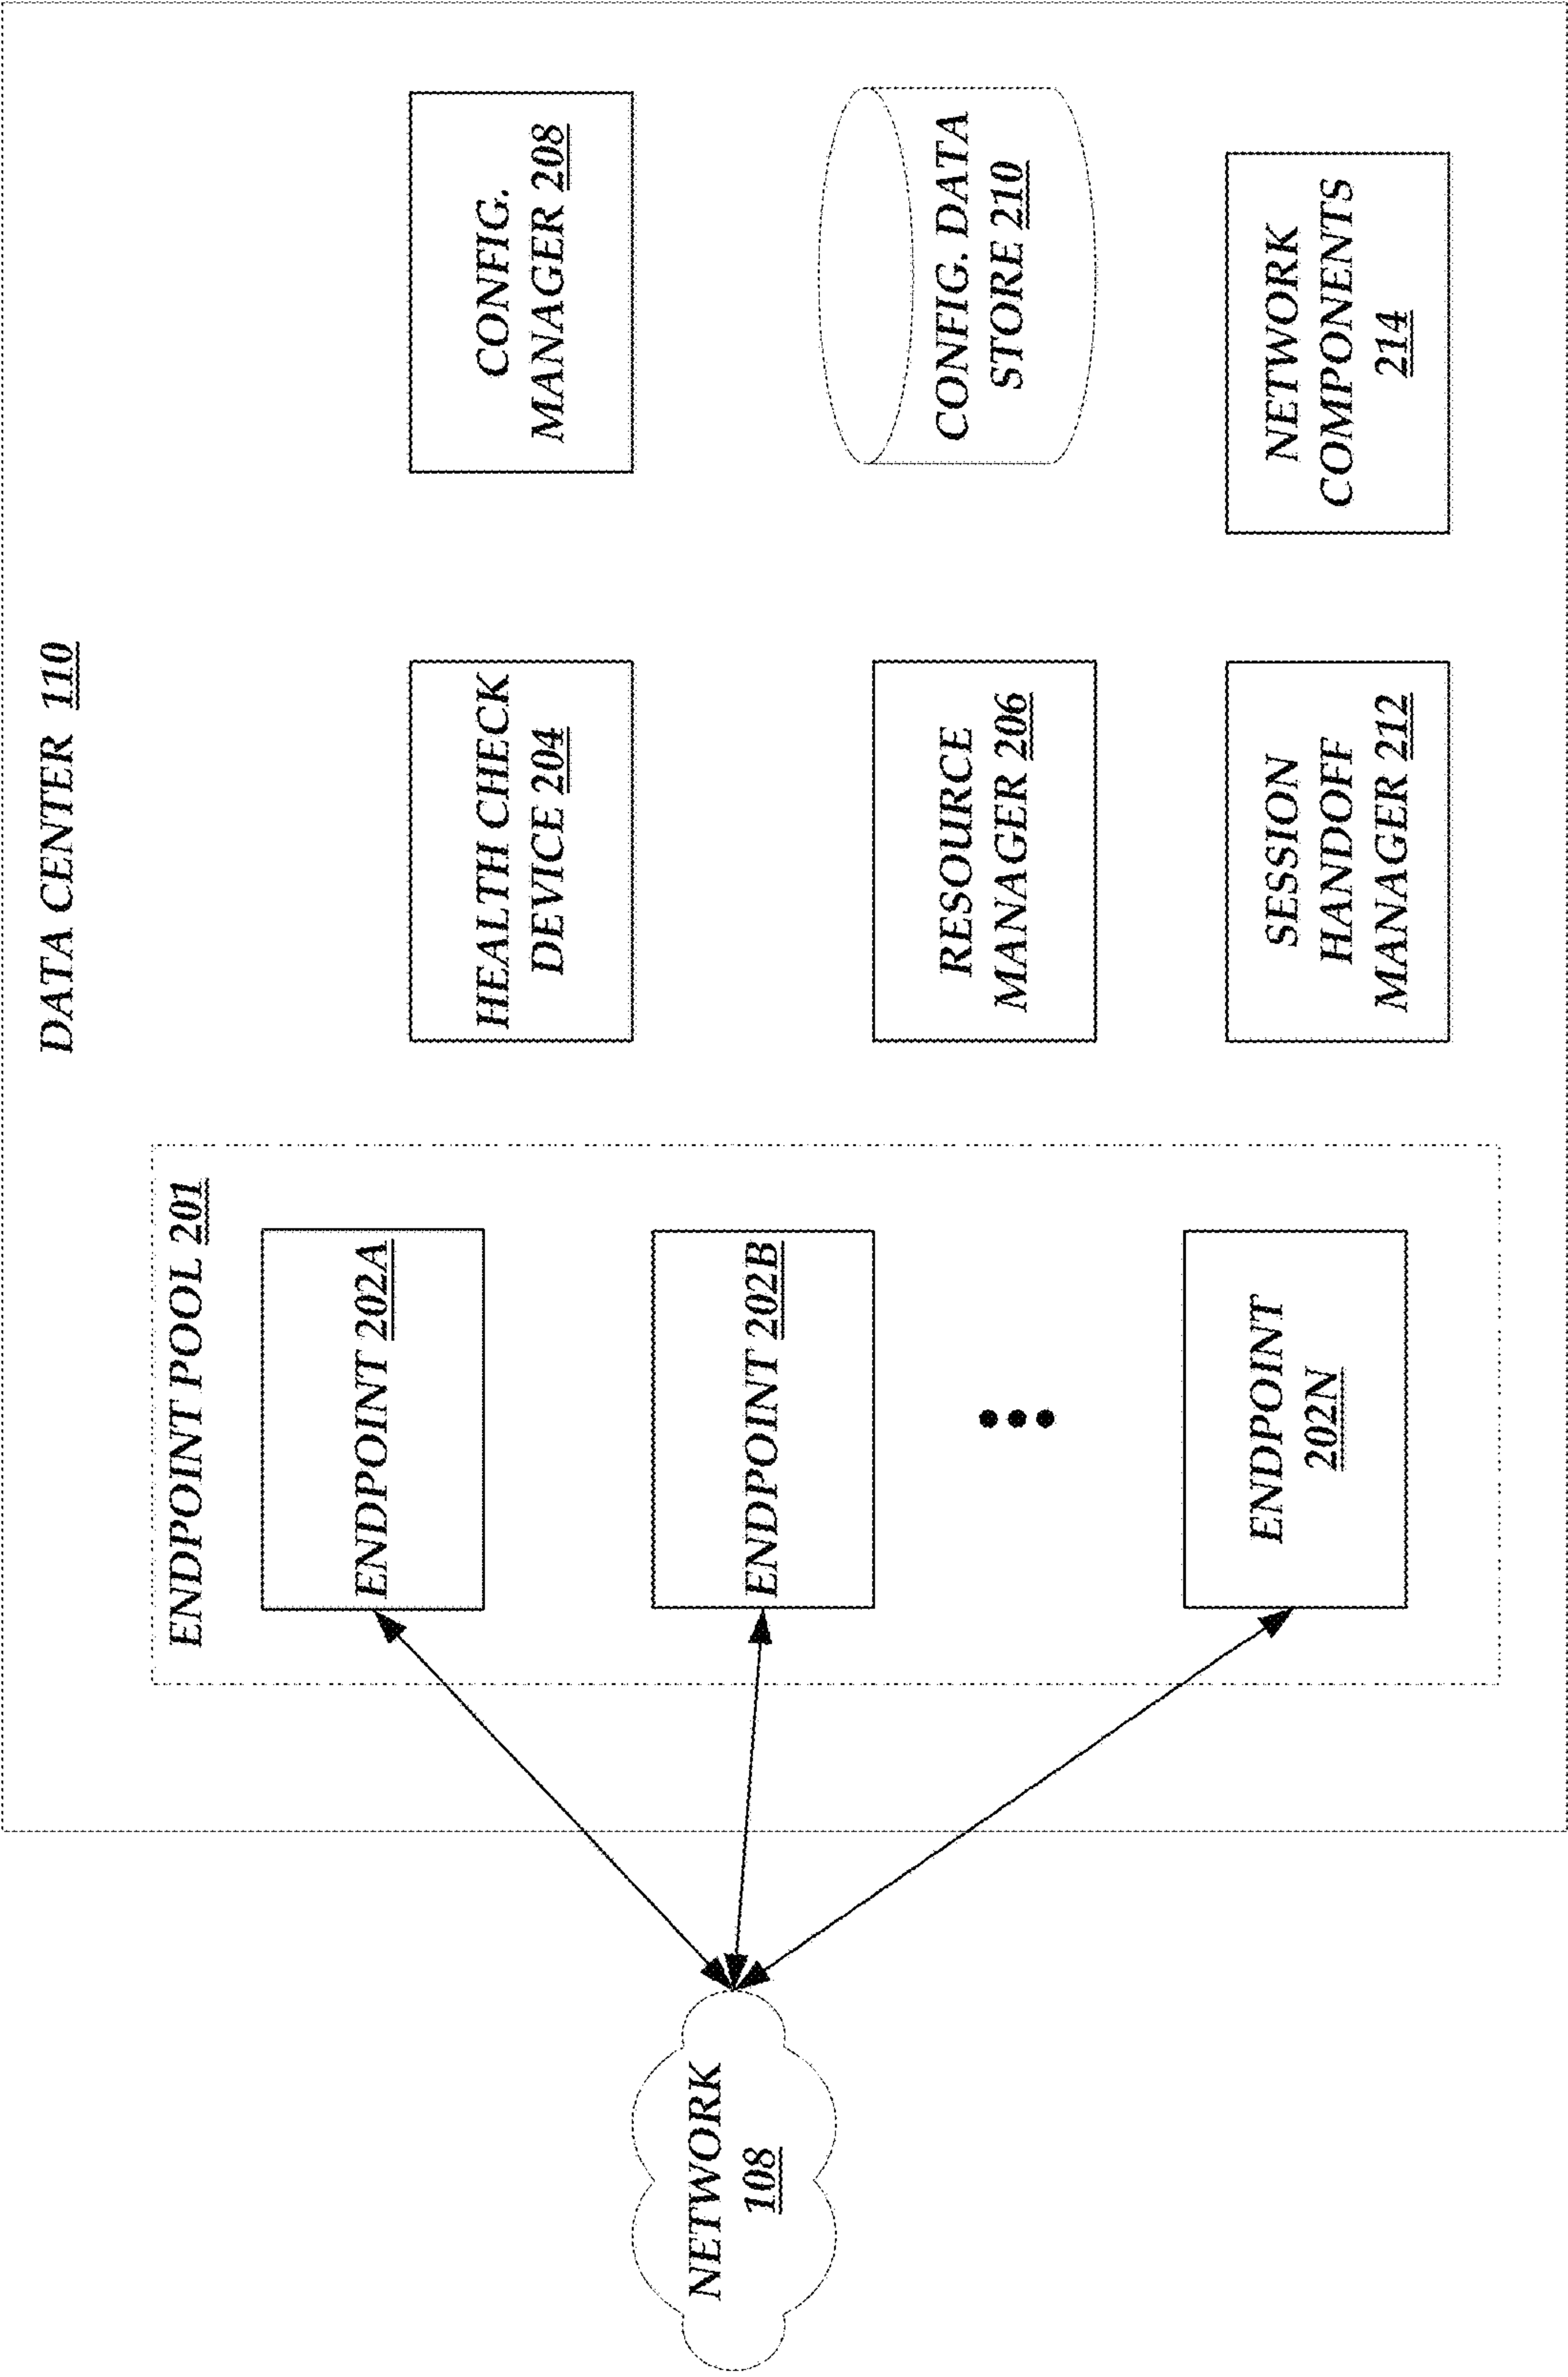 DATA CENTER 110
ENDPOINT POOL 201
ENDPOINT 202A
ENDPOINT 202B
ENDPOINT
202N
NETWORK
108
HEALTH CHECK
DEVICE 204
CONFIG.
MANAGER 208
RESOURCE
MANAGER 206
CONFIG. DATA
STORE 210
SESSION
HANDOFF
MANAGER 212
NETWORK
COMPONENTS
214